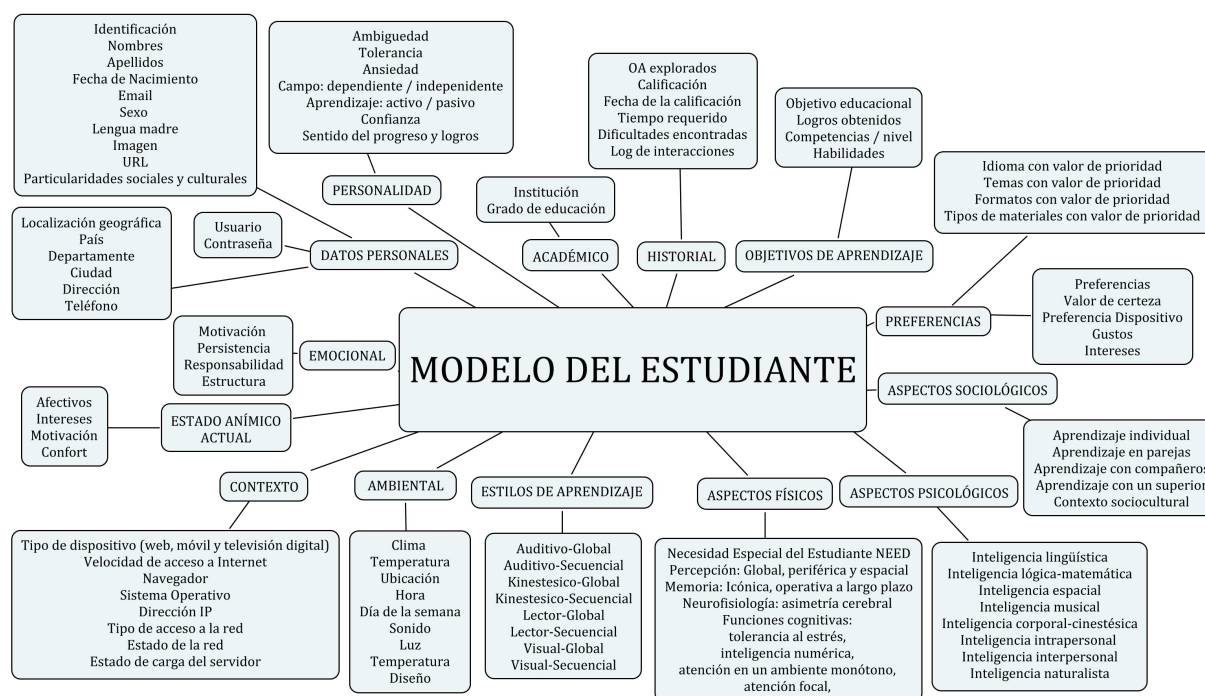 Identificación
Nombres
Apellidos
Fecha de Nacimiento
Email
Sexo
Lengua madre
Imagen
URL
Particularidades sociales y culturales
Ambiguedad
Tolerancia
Ansiedad
Campo: dependiente / independiente
Aprendizaje: activo / pasivo
Confianza
Sentido del progreso y logros
OA explorados
Calificación
Fecha de la calificación
Tiempo requerido
Dificultades encontradas
Log de interacciones
Objetivo educacional
Logros obtenidos
Competencias / nivel
Habilidades
Idioma con valor de prioridad
Temas con valor de prioridad
Formatos con valor de prioridad
Tipos de materiales con valor de prioridad
PERSONALIDAD
Institución
Grado de educación
Localización geográfica
País
Departamente
Ciudad
Dirección
Teléfono
Usuario
Contraseña
DATOS PERSONALES
ACADÉMICO
HISTORIAL
OBJETIVOS DE APRENDIZAJE
Preferencias
Valor de certeza
Preferencia Dispositivo
Gustos
Intereses
PREFERENCIAS
Motivación
Persistencia
Responsabilidad
Estructura
EMOCIONAL
MODELO DEL ESTUDIANTE
ASPECTOS SOCIOLÓGICOS
Afectivos
Intereses
Motivación
Confort
ESTADO ANÍMICO
ACTUAL
Aprendizaje individual
Aprendizaje en parejas
Aprendizaje con compañeros
Aprendizaje con un superior
Contexto sociocultural
CONTEXTO
AMBIENTAL
ESTILOS DE APRENDIZAJE
ASPECTOS FÍSICOS
ASPECTOS PSICOLÓGICOS
Tipo de dispositivo (web, móvil y televisión digital)
Velocidad de acceso a Internet
Navegador
Sistema Operativo
Dirección IP
Tipo de acceso a la red
Estado de la red
Estado de carga del servidor
Clima
Temperatura
Ubicación
Hora
Día de la semana
Sonido
Luz
Temperatura
Diseño
Auditivo-Global
Auditivo-Secuencial
Kinestesico-Global
Kinestesico-Secuencial
Lector-Global
Lector-Secuencial
Visual-Global
Visual-Secuencial
Necesidad Especial del Estudiante NEED
Percepción: Global, periférica y espacial
Memoria: Icónica, operativa a largo plazo
Neurofisiología: asimetría cerebral
Funciones cognitivas:
tolerancia al estrés,
inteligencia numérica,
atención en un ambiente monótono,
atención focal,
Inteligencia lingüística
Inteligencia lógica-matemática
Inteligencia espacial
Inteligencia musical
Inteligencia corporal-cinestésica
Inteligencia intrapersonal
Inteligencia interpersonal
Inteligencia naturalista